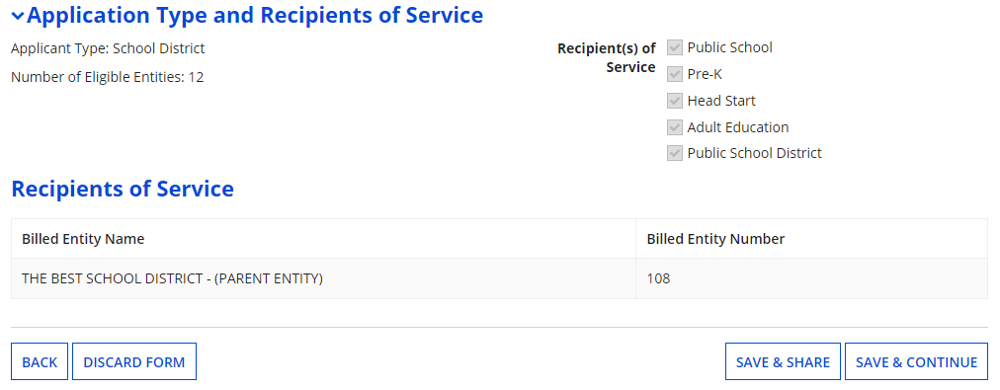 Application Type and Recipients of Service
Applicant Type: School District
Number of Eligible Entities: 12
Recipient(s) of
Service
Public School
Pre-K
Head Start
Adult Education
Public School District
Recipients of Service
Billed Entity Name
Billed Entity Number
THE BEST SCHOOL DISTRICT - (PARENT ENTITY)
108
BACK
DISCARD FORM
SAVE & SHARE
SAVE & CONTINUE